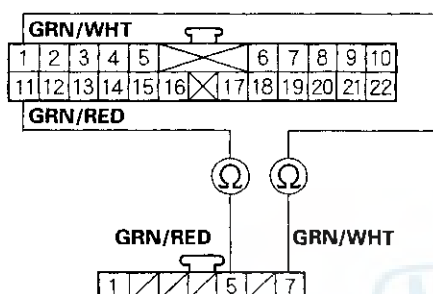 GRN/WHT
1 2 3 4 5 6 7 8 9 10
11 12 13 14 15 16 17 18 19 20 21 22
GRN/RED
Ω Ω
GRN/RED GRN/WHT
1 5 7